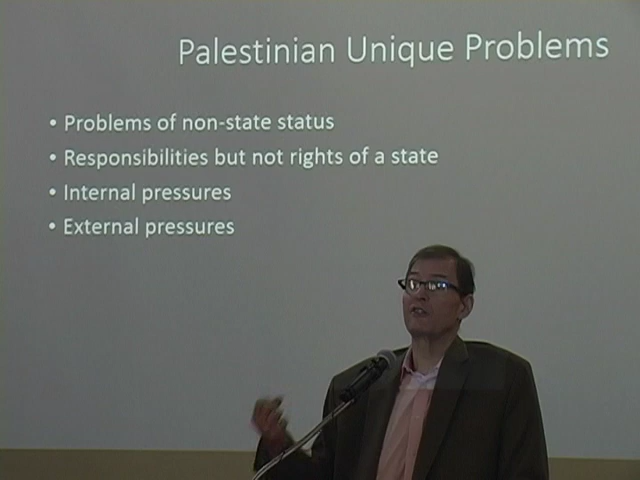 Palestinian Unique Problems
• Problems of non-state status
• Responsibilities but not rights of a state
• Internal pressures
• External pressures